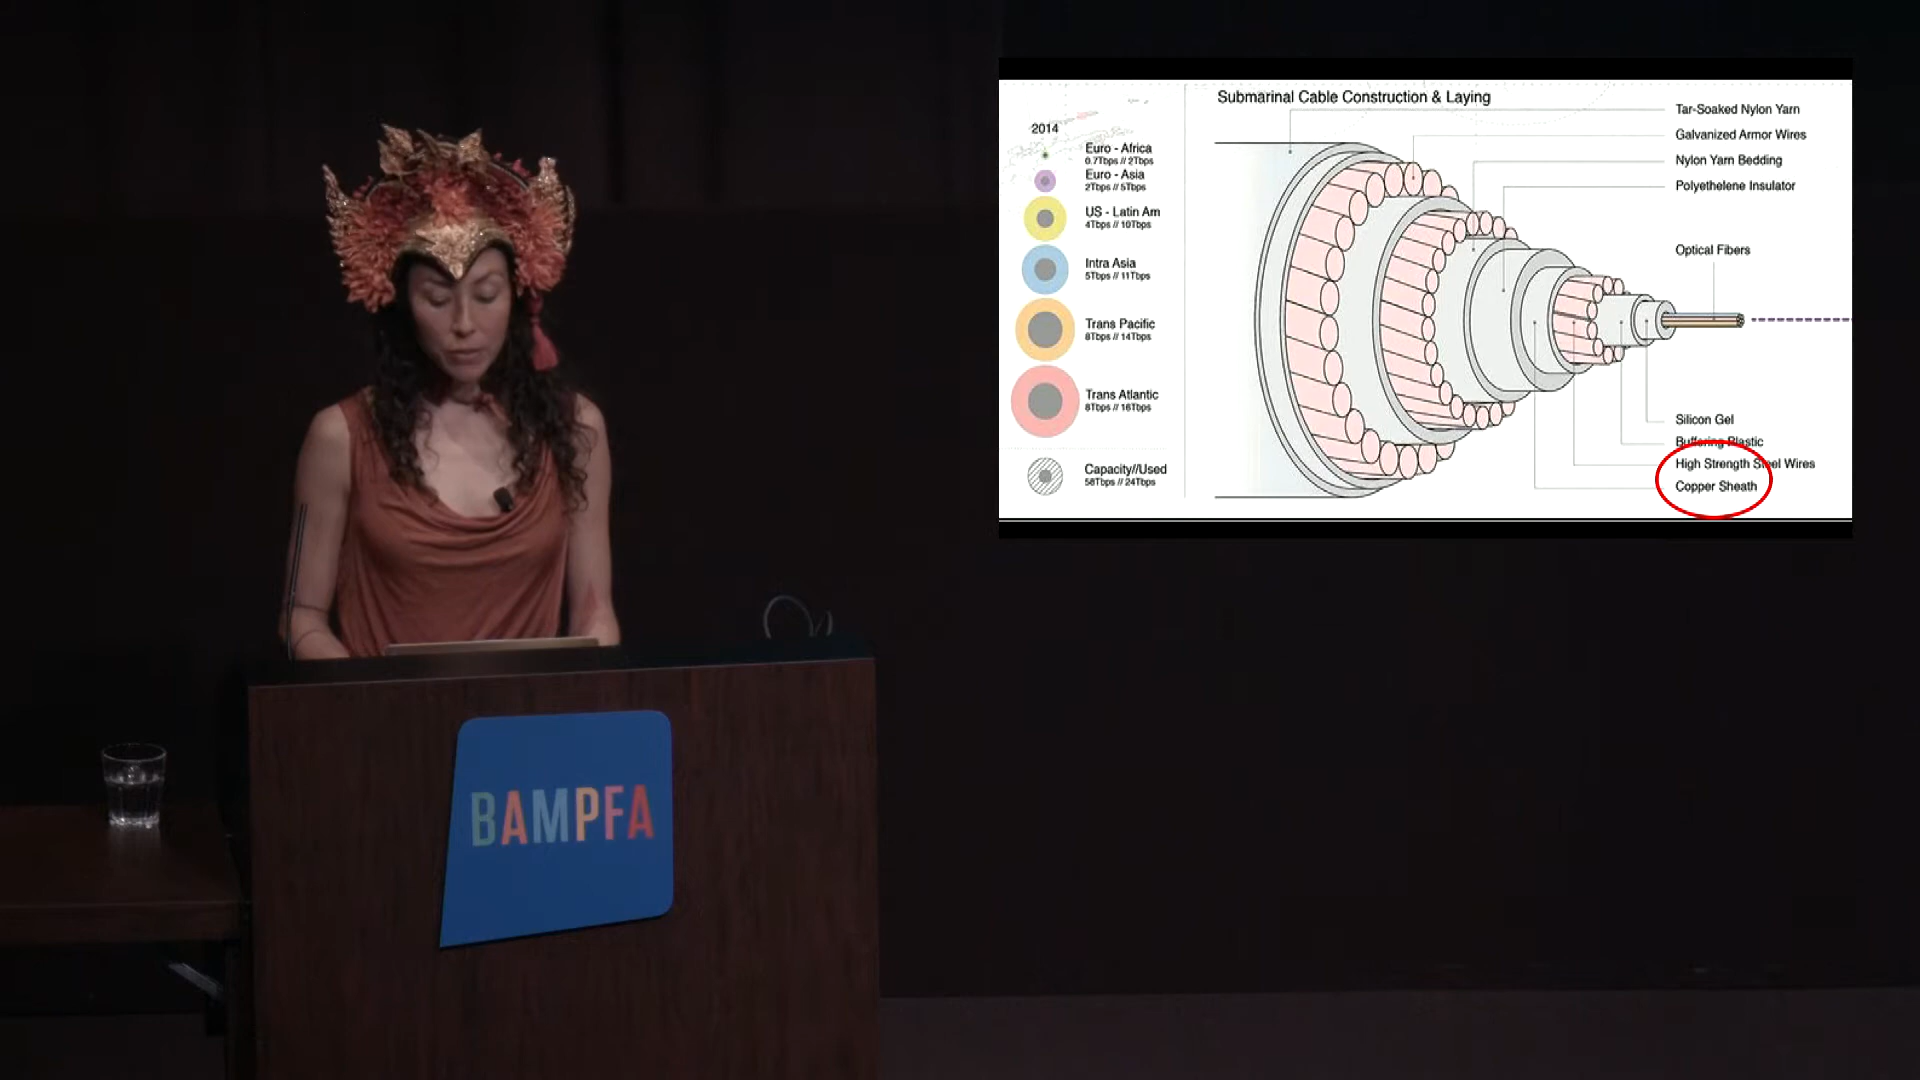 Submarinal Cable Construction & Laying
2014
Euro - Africa
0.7Tbps // 2Tbps
Euro - Asia
2Tbps // 5Tbps
US - Latin Am
4Tbps // 10Tbps
Intra Asia
5Tbps // 11Tbps
Trans Pacific
8Tbps // 14Tbps
Trans Atlantic
8Tbps // 16Tbps
Capacity//Used
58Tbps // 24Tbps
Tar-Soaked Nylon Yarn
Galvanized Armor Wires
Nylon Yarn Bedding
Polyethelene Insulator
Optical Fibers
Silicon Gel
Buffering Plastic
High Strength Steel Wires
Copper Sheath
BAMPFA